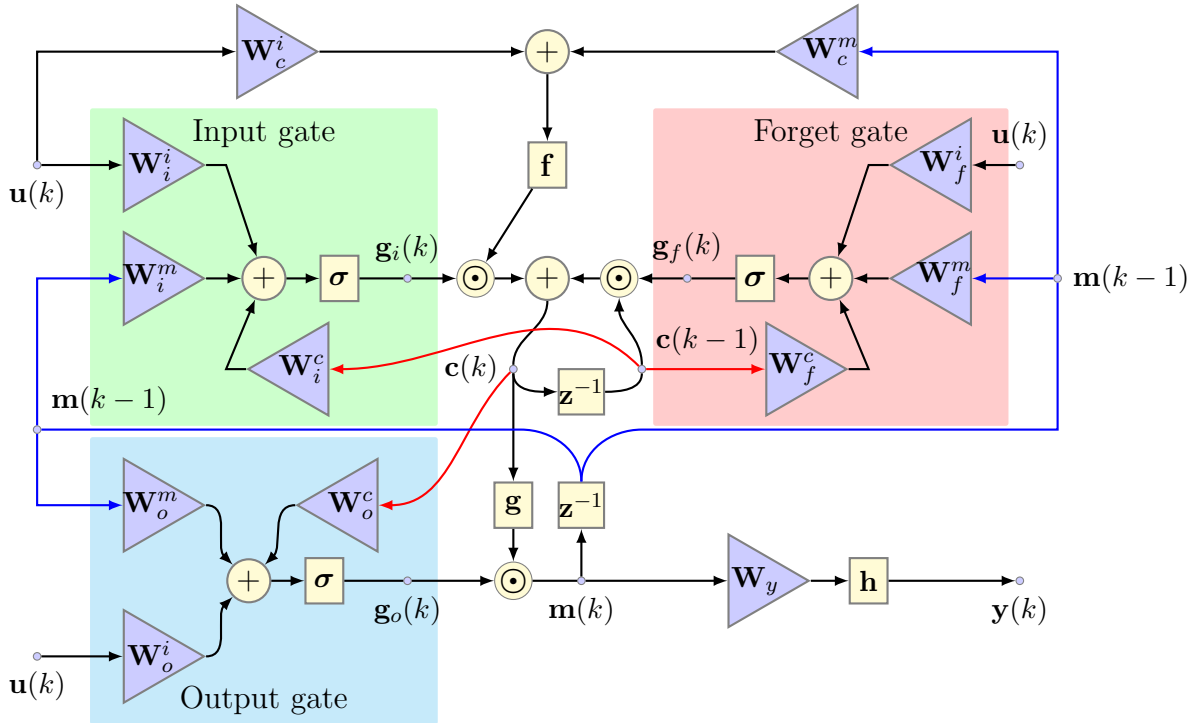 W_c^i
+
W_c^m
Input gate
Forget gate
u(k)
W_i^i
f
W_f^i
u(k)
g_i(k)
g_f(k)
W_i^m
+
σ
⊙
+
⊙
σ
+
W_f^m
m(k−1)
c(k−1)
W_i^c
c(k)
W_f^c
z^{−1}
m(k−1)
W_o^m
W_o^c
g
z^{−1}
+
σ
⊙
W_y
h
g_o(k)
m(k)
y(k)
W_o^i
u(k)
Output gate